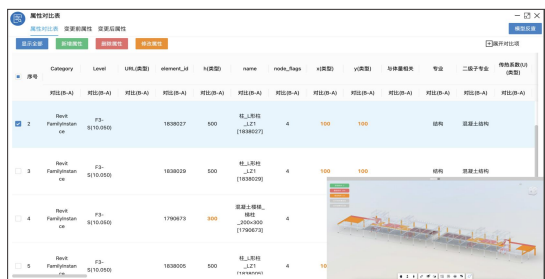 属性对比表
属性对比表 变更前属性 变更后属性
模型反馈
显示全部 新增属性 删除属性 修改属性
展开对比项
序号 Category Level URL(类型) element_id h(类型) name node_flags x(类型) y(类型) 与体量相关 专业 二级子专业 传热系数(U)(类型)
对比(B-A) 对比(B-A) 对比(B-A) 对比(B-A) 对比(B-A) 对比(B-A) 对比(B-A) 对比(B-A) 对比(B-A) 对比(B-A) 对比(B-A) 对比(B-A) 对比(B-A)
2 Revit FamilyInstance F3-S(10.050) 1838027 500 柱_L形柱_LZ1 [1838027] 4 100 100 结构 混凝土结构
3 Revit FamilyInstance F3-S(10.050) 1838029 500 柱_L形柱_LZ1 [1838029] 4 100 100 结构 混凝土结构
4 Revit FamilyInstance F3-S(10.050) 1790673 300 混凝土楼梯_梯柱_200x300 [1790673] 4
5 Revit FamilyInstan F3-S(10.050) 1838005 500 柱_L形柱_LZ1 4